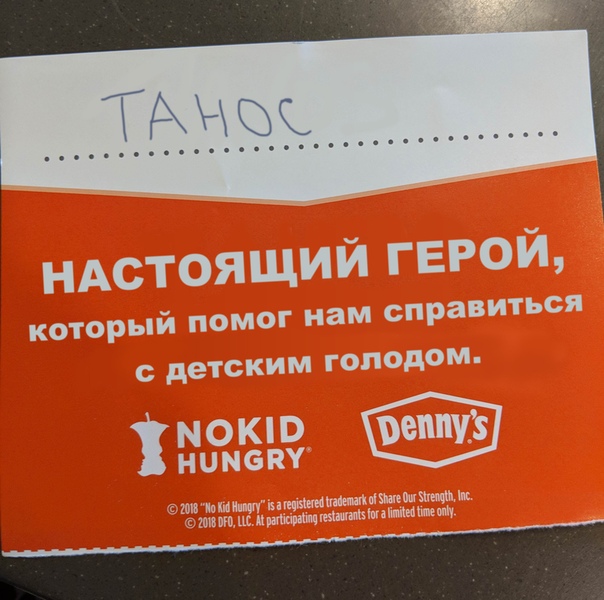 ТАНОС
НАСТОЯЩИЙ ГЕРОЙ,
который помог нам справиться
с детским голодом.
NOKID
HUNGRY®
Denny's
© 2018 "No Kid Hungry" is a registered trademark of Share Our Strength, Inc.
© 2018 DFO, LLC. At participating restaurants for a limited time only.